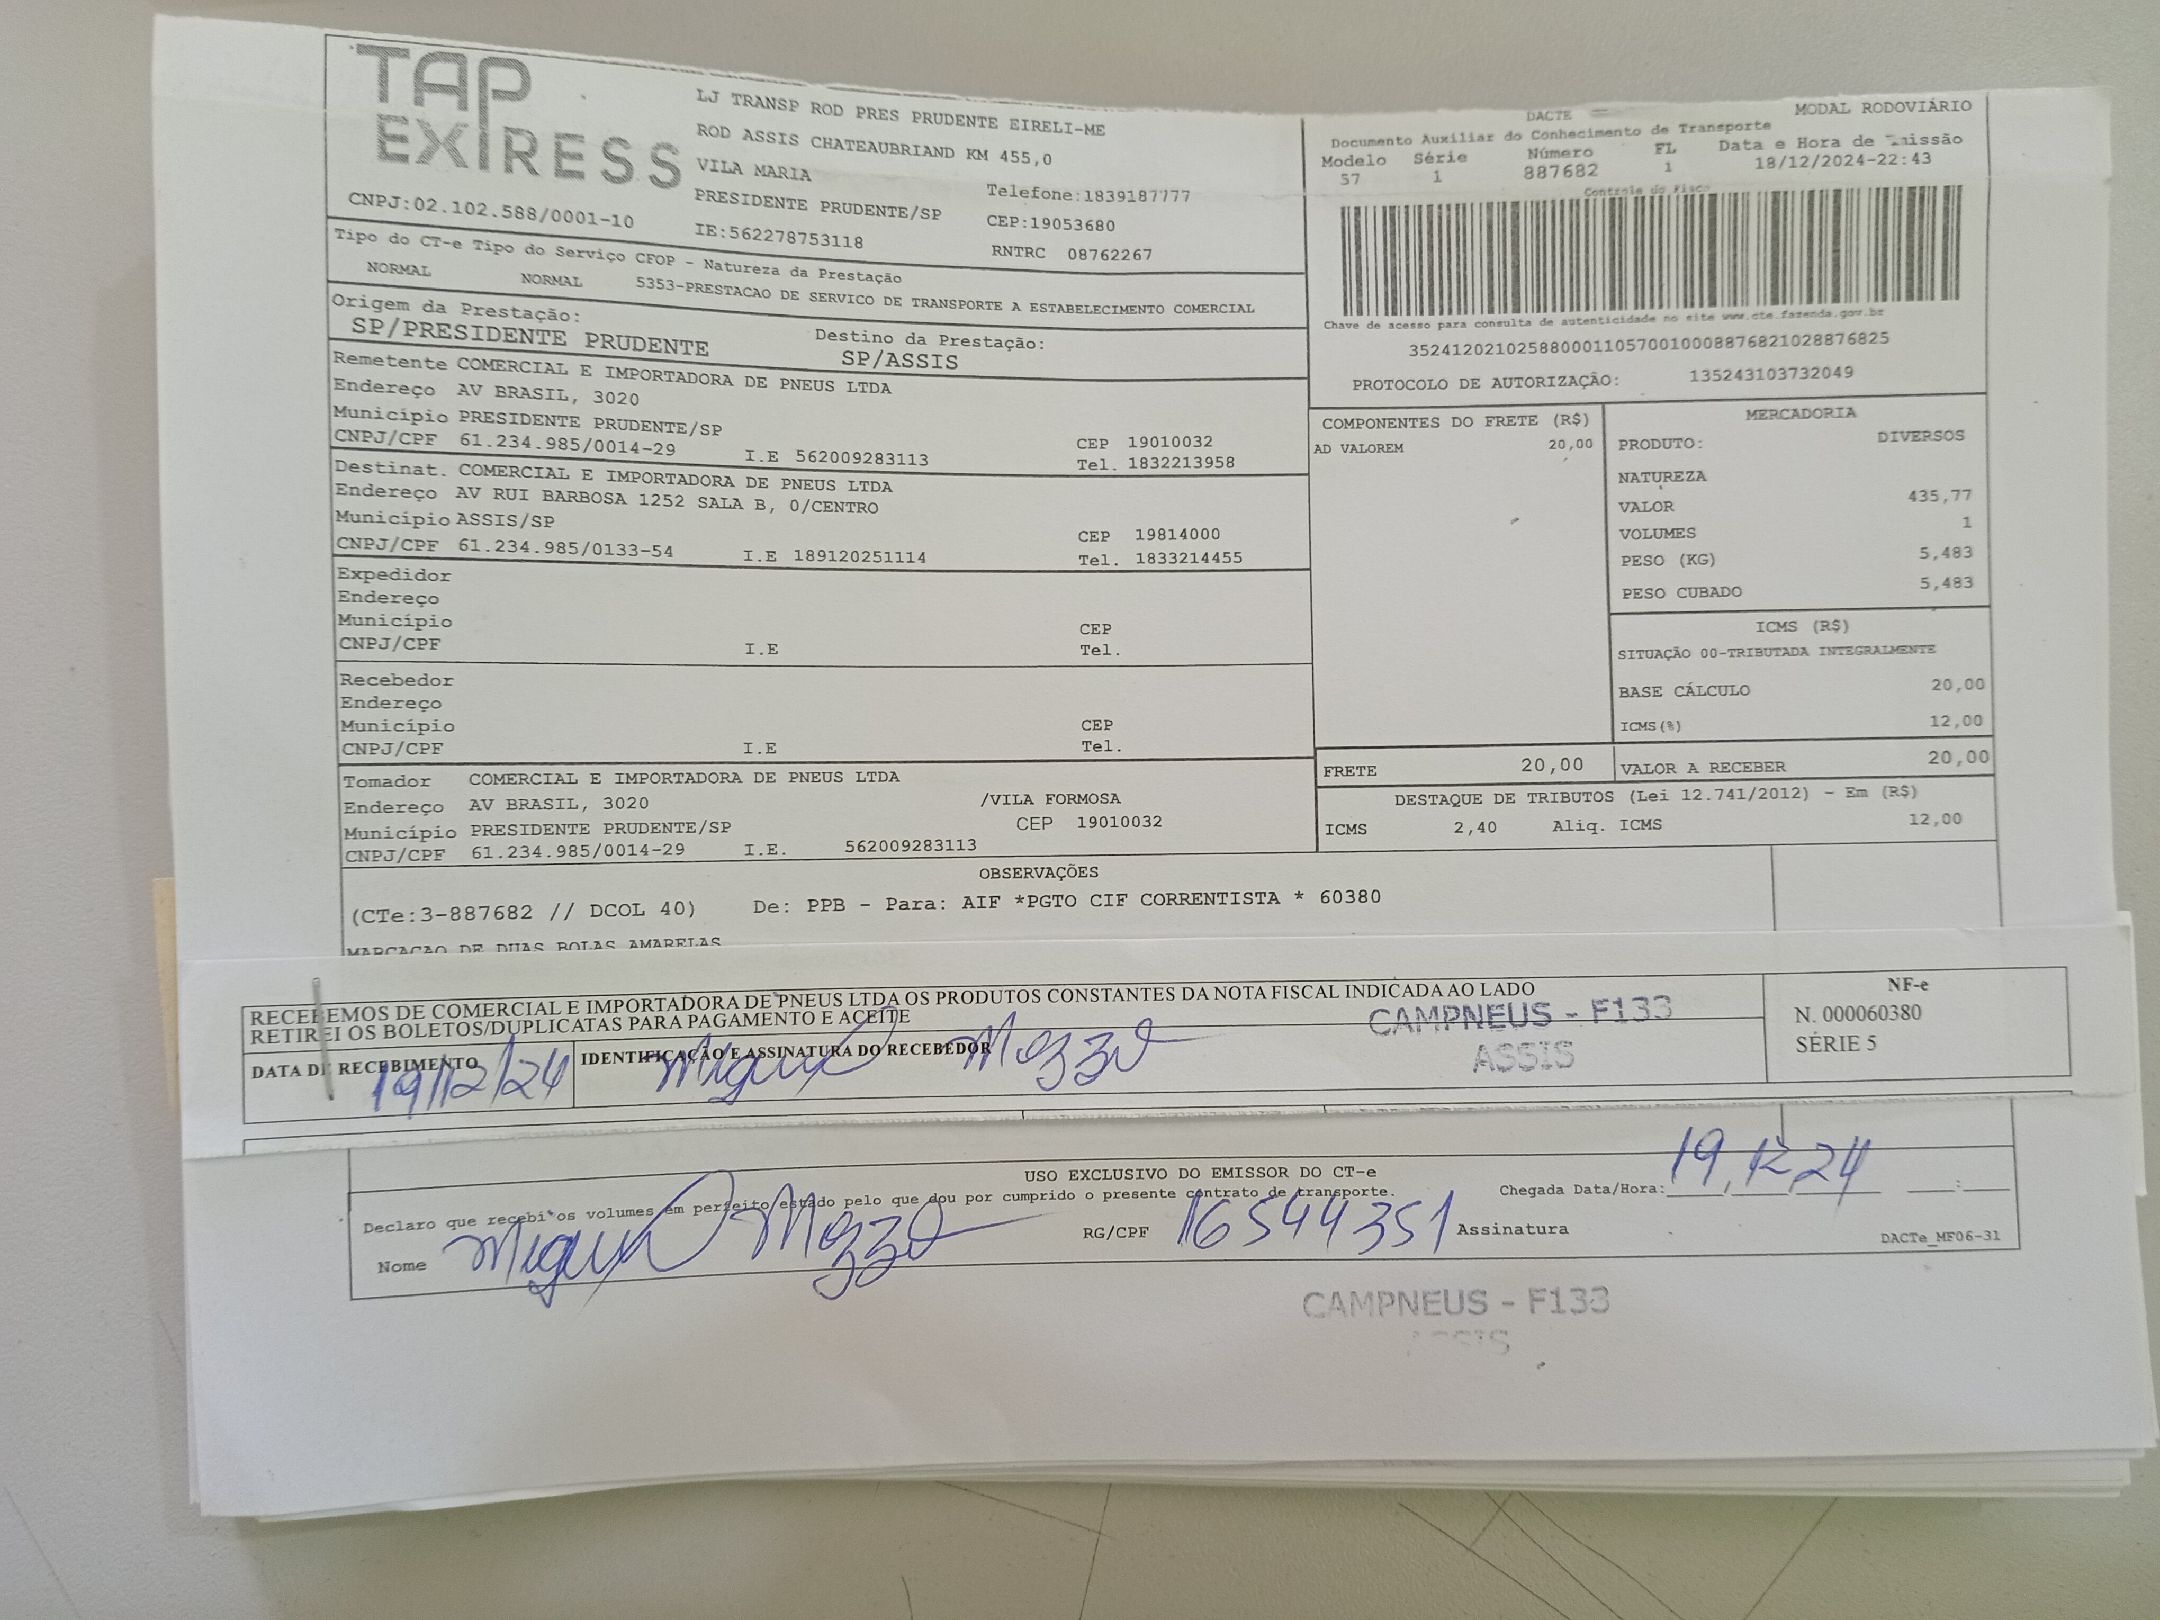 TAP EXPRESS
CNPJ:02.102.588/0001-10
LJ TRANSP ROD PRES PRUDENTE EIRELI-ME
ROD ASSIS CHATEAUBRIAND KM 455,0
VILA MARIA
PRESIDENTE PRUDENTE/SP
IE:562278753118
Telefone:1839187777
CEP:19053680
RNTRC 08762267
DACTE MODAL RODOVIÁRIO
Documento Auxiliar do Conhecimento de Transporte
Modelo Série Número FL Data e Hora de Emissão
57 1 887682 1 18/12/2024-22:43
Controle do Fisco
Chave de acesso para consulta de autenticidade no site www.cte.fazenda.gov.br
35241202102588000110570010008876821028876825
PROTOCOLO DE AUTORIZAÇÃO: 135243103732049
Tipo do CT-e Tipo do Serviço CFOP - Natureza da Prestação
NORMAL NORMAL 5353-PRESTACAO DE SERVICO DE TRANSPORTE A ESTABELECIMENTO COMERCIAL
Origem da Prestação: Destino da Prestação:
SP/PRESIDENTE PRUDENTE SP/ASSIS
Remetente COMERCIAL E IMPORTADORA DE PNEUS LTDA
Endereço AV BRASIL, 3020
Município PRESIDENTE PRUDENTE/SP CEP 19010032
CNPJ/CPF 61.234.985/0014-29 I.E 562009283113 Tel. 1832213958
Destinat. COMERCIAL E IMPORTADORA DE PNEUS LTDA
Endereço AV RUI BARBOSA 1252 SALA B, 0/CENTRO
Município ASSIS/SP CEP 19814000
CNPJ/CPF 61.234.985/0133-54 I.E 189120251114 Tel. 1833214455
Expedidor
Endereço
Município CEP
CNPJ/CPF I.E Tel.
Recebedor
Endereço
Município CEP
CNPJ/CPF I.E Tel.
Tomador COMERCIAL E IMPORTADORA DE PNEUS LTDA
Endereço AV BRASIL, 3020 /VILA FORMOSA
Município PRESIDENTE PRUDENTE/SP CEP 19010032
CNPJ/CPF 61.234.985/0014-29 I.E. 562009283113
COMPONENTES DO FRETE (R$)
AD VALOREM 20,00
MERCADORIA
PRODUTO: DIVERSOS
NATUREZA
VALOR 435,77
VOLUMES 1
PESO (KG) 5,483
PESO CUBADO 5,483
ICMS (R$)
SITUAÇÃO 00-TRIBUTADA INTEGRALMENTE
BASE CÁLCULO 20,00
ICMS(%) 12,00
FRETE 20,00 VALOR A RECEBER 20,00
DESTAQUE DE TRIBUTOS (Lei 12.741/2012) - Em (R$)
ICMS 2,40 Aliq. ICMS 12,00
OBSERVAÇÕES
(CTe:3-887682 // DCOL 40) De: PPB - Para: AIF *PGTO CIF CORRENTISTA * 60380
MARCACAO DE DUAS BOLAS AMARELAS
RECEBEMOS DE COMERCIAL E IMPORTADORA DE PNEUS LTDA OS PRODUTOS CONSTANTES DA NOTA FISCAL INDICADA AO LADO
RETIREI OS BOLETOS/DUPLICATAS PARA PAGAMENTO E ACEITE
DATA DE RECEBIMENTO IDENTIFICAÇÃO E ASSINATURA DO RECEBEDOR
19/12/24 Miguel Mozzo
CAMPNEUS - F133
ASSIS
NF-e
N. 000060380
SÉRIE 5
USO EXCLUSIVO DO EMISSOR DO CT-e
Declaro que recebi os volumes em perfeito estado pelo que dou por cumprido o presente contrato de transporte. Chegada Data/Hora: 19/12/24 :
Nome Miguel Mozzo RG/CPF 16544351 Assinatura
DACTe_MF06-31
CAMPNEUS - F133
ASSIS